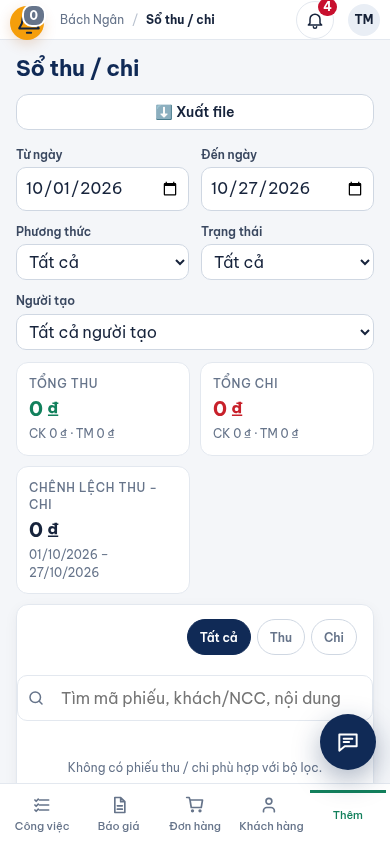 0
Bách Ngân / Sổ thu / chi
4
TM
Sổ thu / chi
⬇️ Xuất file
Từ ngày
Đến ngày
10/01/2026
10/27/2026
Phương thức
Trạng thái
Tất cả
Tất cả
Người tạo
Tất cả người tạo
TỔNG THU
0 ₫
CK 0 ₫ · TM 0 ₫
TỔNG CHI
0 ₫
CK 0 ₫ · TM 0 ₫
CHÊNH LỆCH THU –
CHI
0 ₫
01/10/2026 –
27/10/2026
Tất cả
Thu
Chi
Tìm mã phiếu, khách/NCC, nội dung
Không có phiếu thu / chi phù hợp với bộ lọc.
Công việc
Báo giá
Đơn hàng
Khách hàng
Thêm